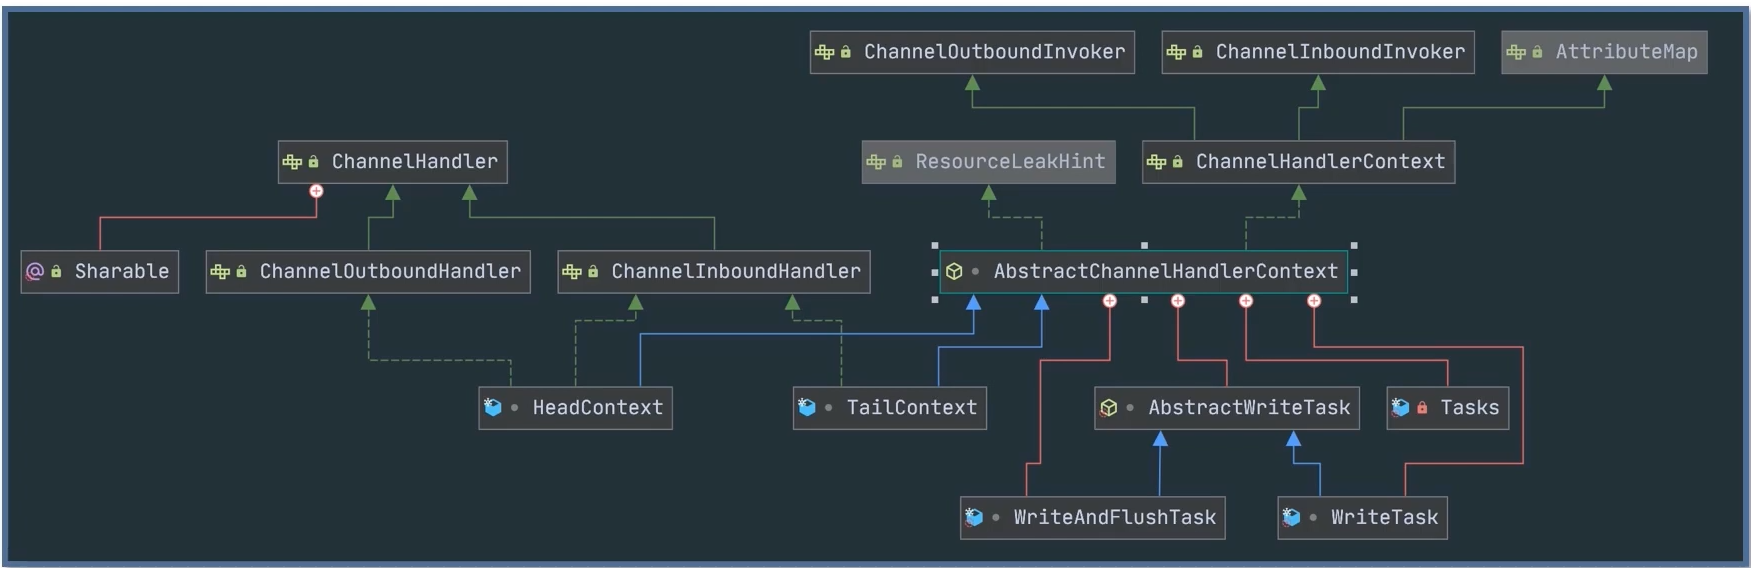 ChannelOutboundInvoker
ChannelInboundInvoker
AttributeMap
ChannelHandler
ResourceLeakHint
ChannelHandlerContext
Sharable
ChannelOutboundHandler
ChannelInboundHandler
AbstractChannelHandlerContext
HeadContext
TailContext
AbstractWriteTask
Tasks
WriteAndFlushTask
WriteTask